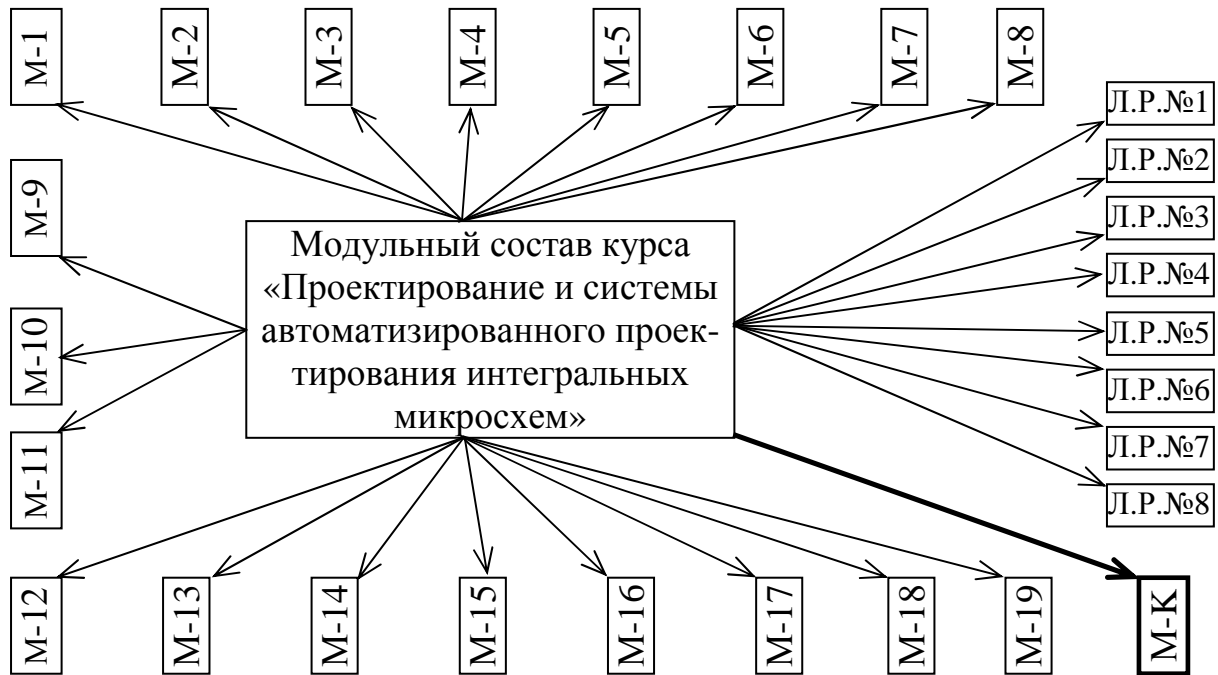 М-1
М-2
М-3
М-4
М-5
М-6
М-7
М-8
Л.Р.№1
Л.Р.№2
Л.Р.№3
Л.Р.№4
Л.Р.№5
Л.Р.№6
Л.Р.№7
Л.Р.№8
М-9
М-10
М-11
Модульный состав курса
«Проектирование и системы
автоматизированного проек-
тирования интегральных
микросхем»
М-12
М-13
М-14
М-15
М-16
М-17
М-18
М-19
М-К